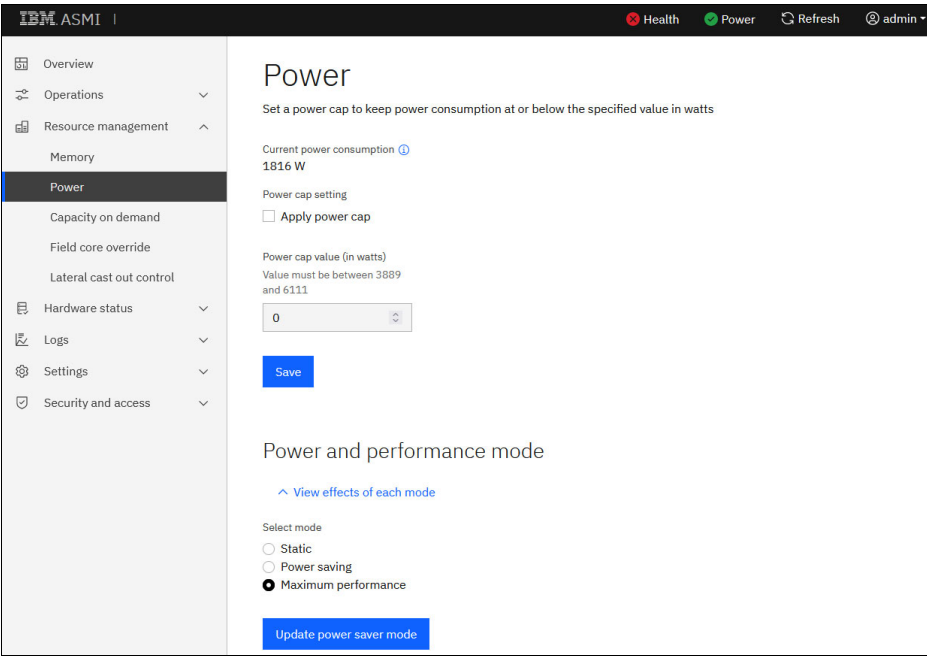 IBM ASMI | Health Power Refresh admin
Overview
Operations
Resource management
Memory
Power
Capacity on demand
Field core override
Lateral cast out control
Hardware status
Logs
Settings
Security and access
Power
Set a power cap to keep power consumption at or below the specified value in watts
Current power consumption
1816 W
Power cap setting
Apply power cap
Power cap value (in watts)
Value must be between 3889
and 6111
0
Save
Power and performance mode
View effects of each mode
Select mode
Static
Power saving
Maximum performance
Update power saver mode